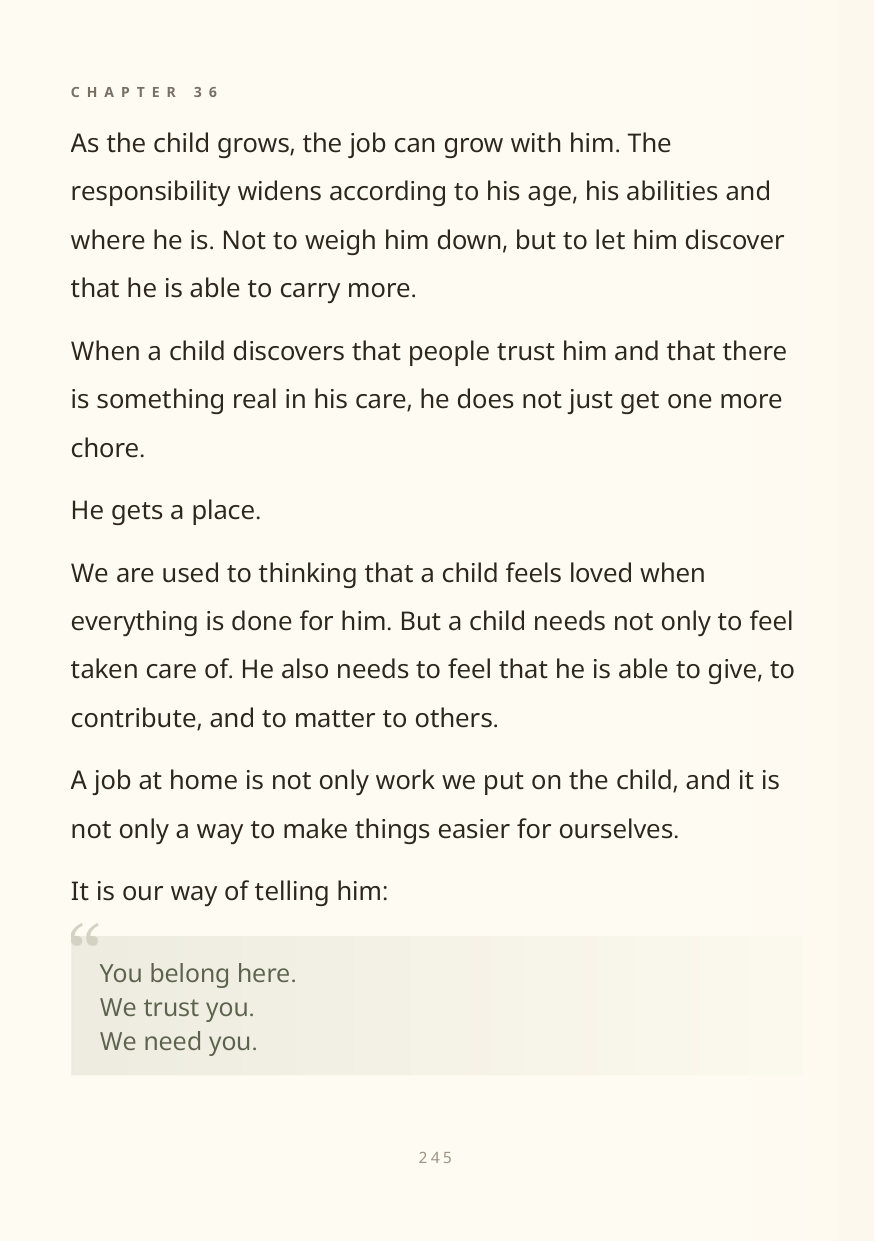 CHAPTER 36
As the child grows, the job can grow with him. The
responsibility widens according to his age, his abilities and
where he is. Not to weigh him down, but to let him discover
that he is able to carry more.
When a child discovers that people trust him and that there
is something real in his care, he does not just get one more
chore.
He gets a place.
We are used to thinking that a child feels loved when
everything is done for him. But a child needs not only to feel
taken care of. He also needs to feel that he is able to give, to
contribute, and to matter to others.
A job at home is not only work we put on the child, and it is
not only a way to make things easier for ourselves.
It is our way of telling him:
“
You belong here.
We trust you.
We need you.
245